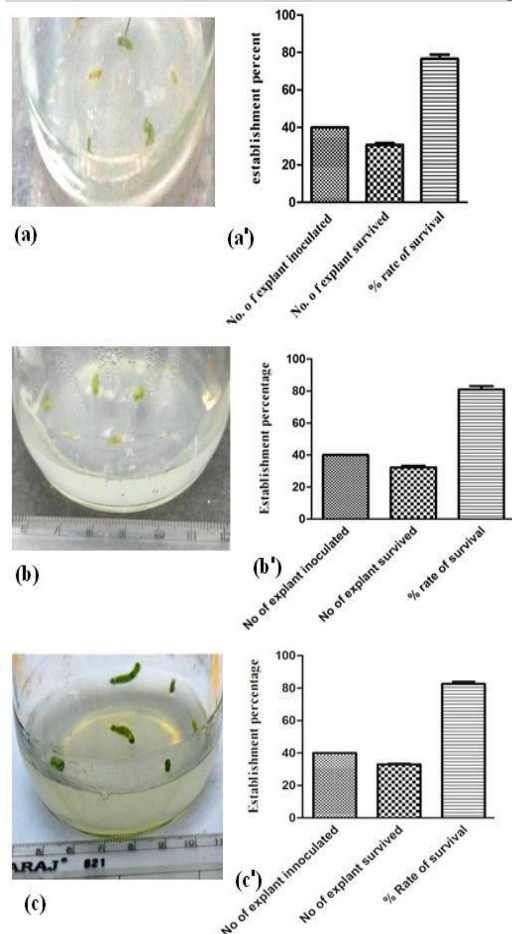 establishment percent
100
80
60
40
20
0
No. o f explant inoculated
No. o f explant survived
% rate of survival
(a)
(a')
Establishment percentage
100
80
60
40
20
0
No of explant inoculated
No of explant survived
% rate of survival
(b)
(b')
Establishment percentage
100
80
60
40
20
0
No of explant innoculated
No of explant survived
% Rate of survival
ARAJ® 621
(c)
(c')